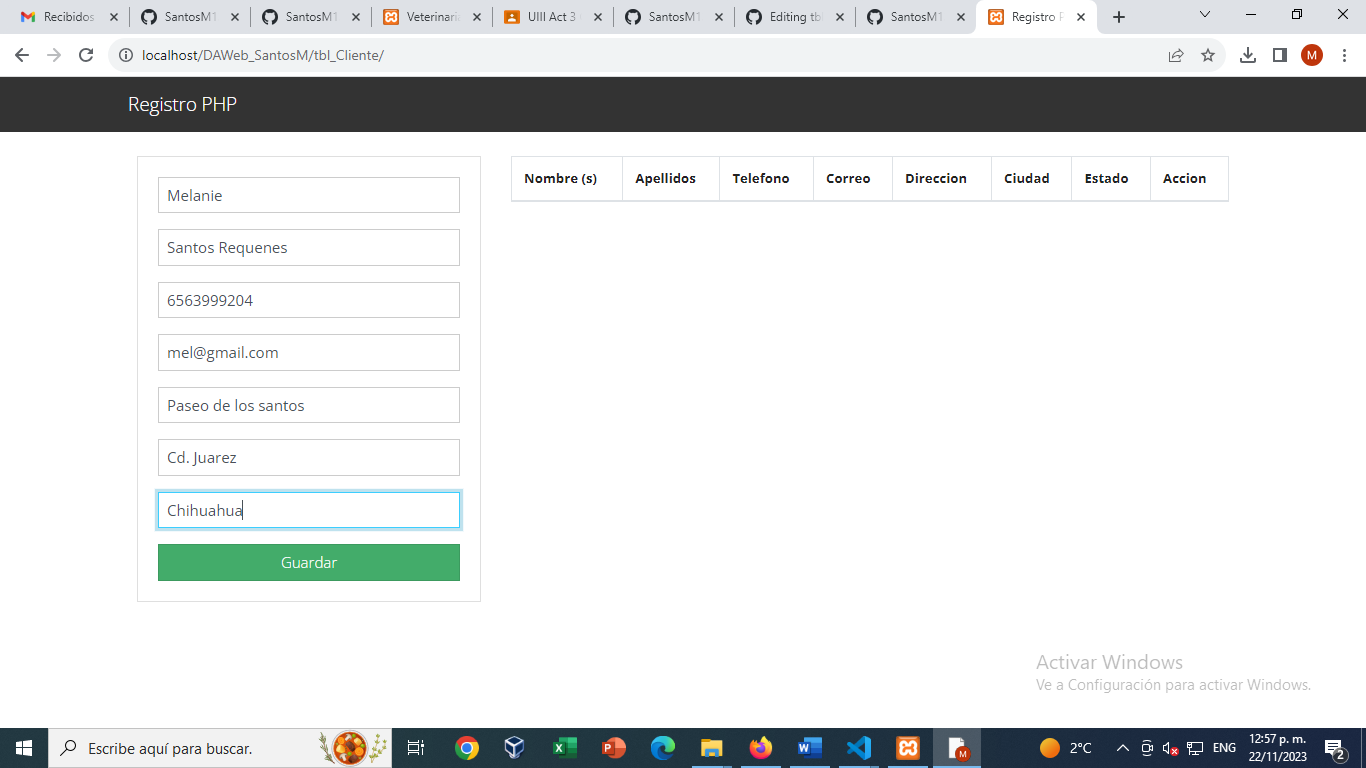 Recibidos
SantosM1
SantosM1
Veterinari
UIII Act 3
SantosM1
Editing tb
SantosM1
Registro P
localhost/DAWeb_SantosM/tbl_Cliente/
M
Registro PHP
Melanie
Santos Requenes
6563999204
mel@gmail.com
Paseo de los santos
Cd. Juarez
Chihuahua
Guardar
Nombre (s) Apellidos Telefono Correo Direccion Ciudad Estado Accion
Activar Windows
Ve a Configuración para activar Windows.
Escribe aquí para buscar.
2°C
ENG
12:57 p. m.
22/11/2023
2